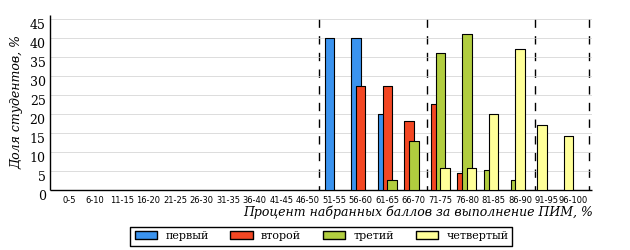 45
40
35
30
25
20
15
10
5
0
Доля студентов, %
0-5 6-10 11-15 16-20 21-25 26-30 31-35 36-40 41-45 46-50 51-55 56-60 61-65 66-70 71-75 76-80 81-85 86-90 91-95 96-100
Процент набранных баллов за выполнение ПИМ, %
первый второй третий четвертый